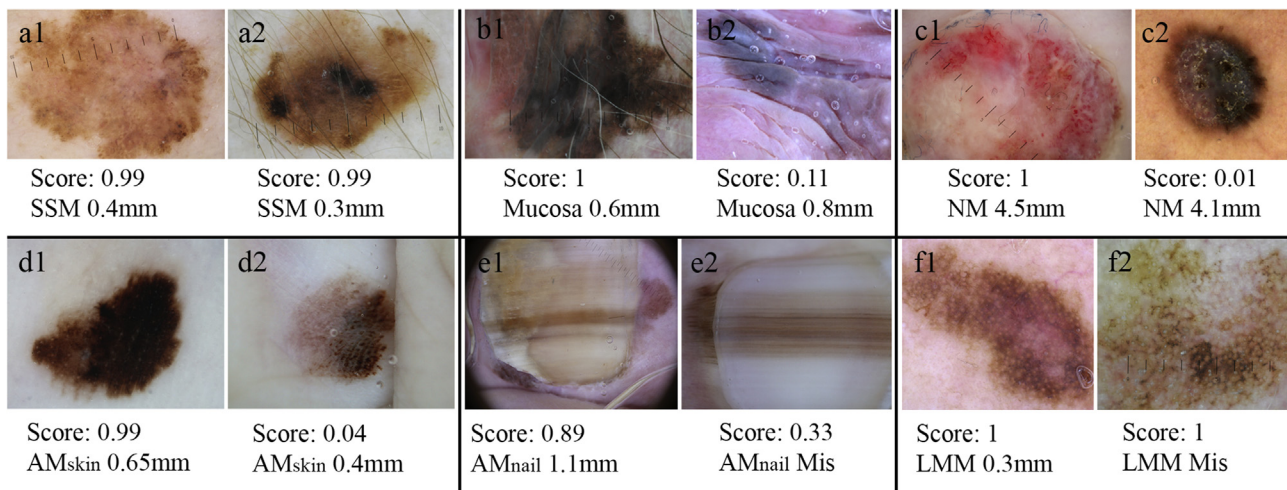 a1 a2 b1 b2 c1 c2
Score: 0.99 Score: 0.99 Score: 1 Score: 0.11 Score: 1 Score: 0.01
SSM 0.4mm SSM 0.3mm Mucosa 0.6mm Mucosa 0.8mm NM 4.5mm NM 4.1mm
d1 d2 e1 e2 f1 f2
Score: 0.99 Score: 0.04 Score: 0.89 Score: 0.33 Score: 1 Score: 1
AMskin 0.65mm AMskin 0.4mm AMnail 1.1mm AMnail Mis LMM 0.3mm LMM Mis